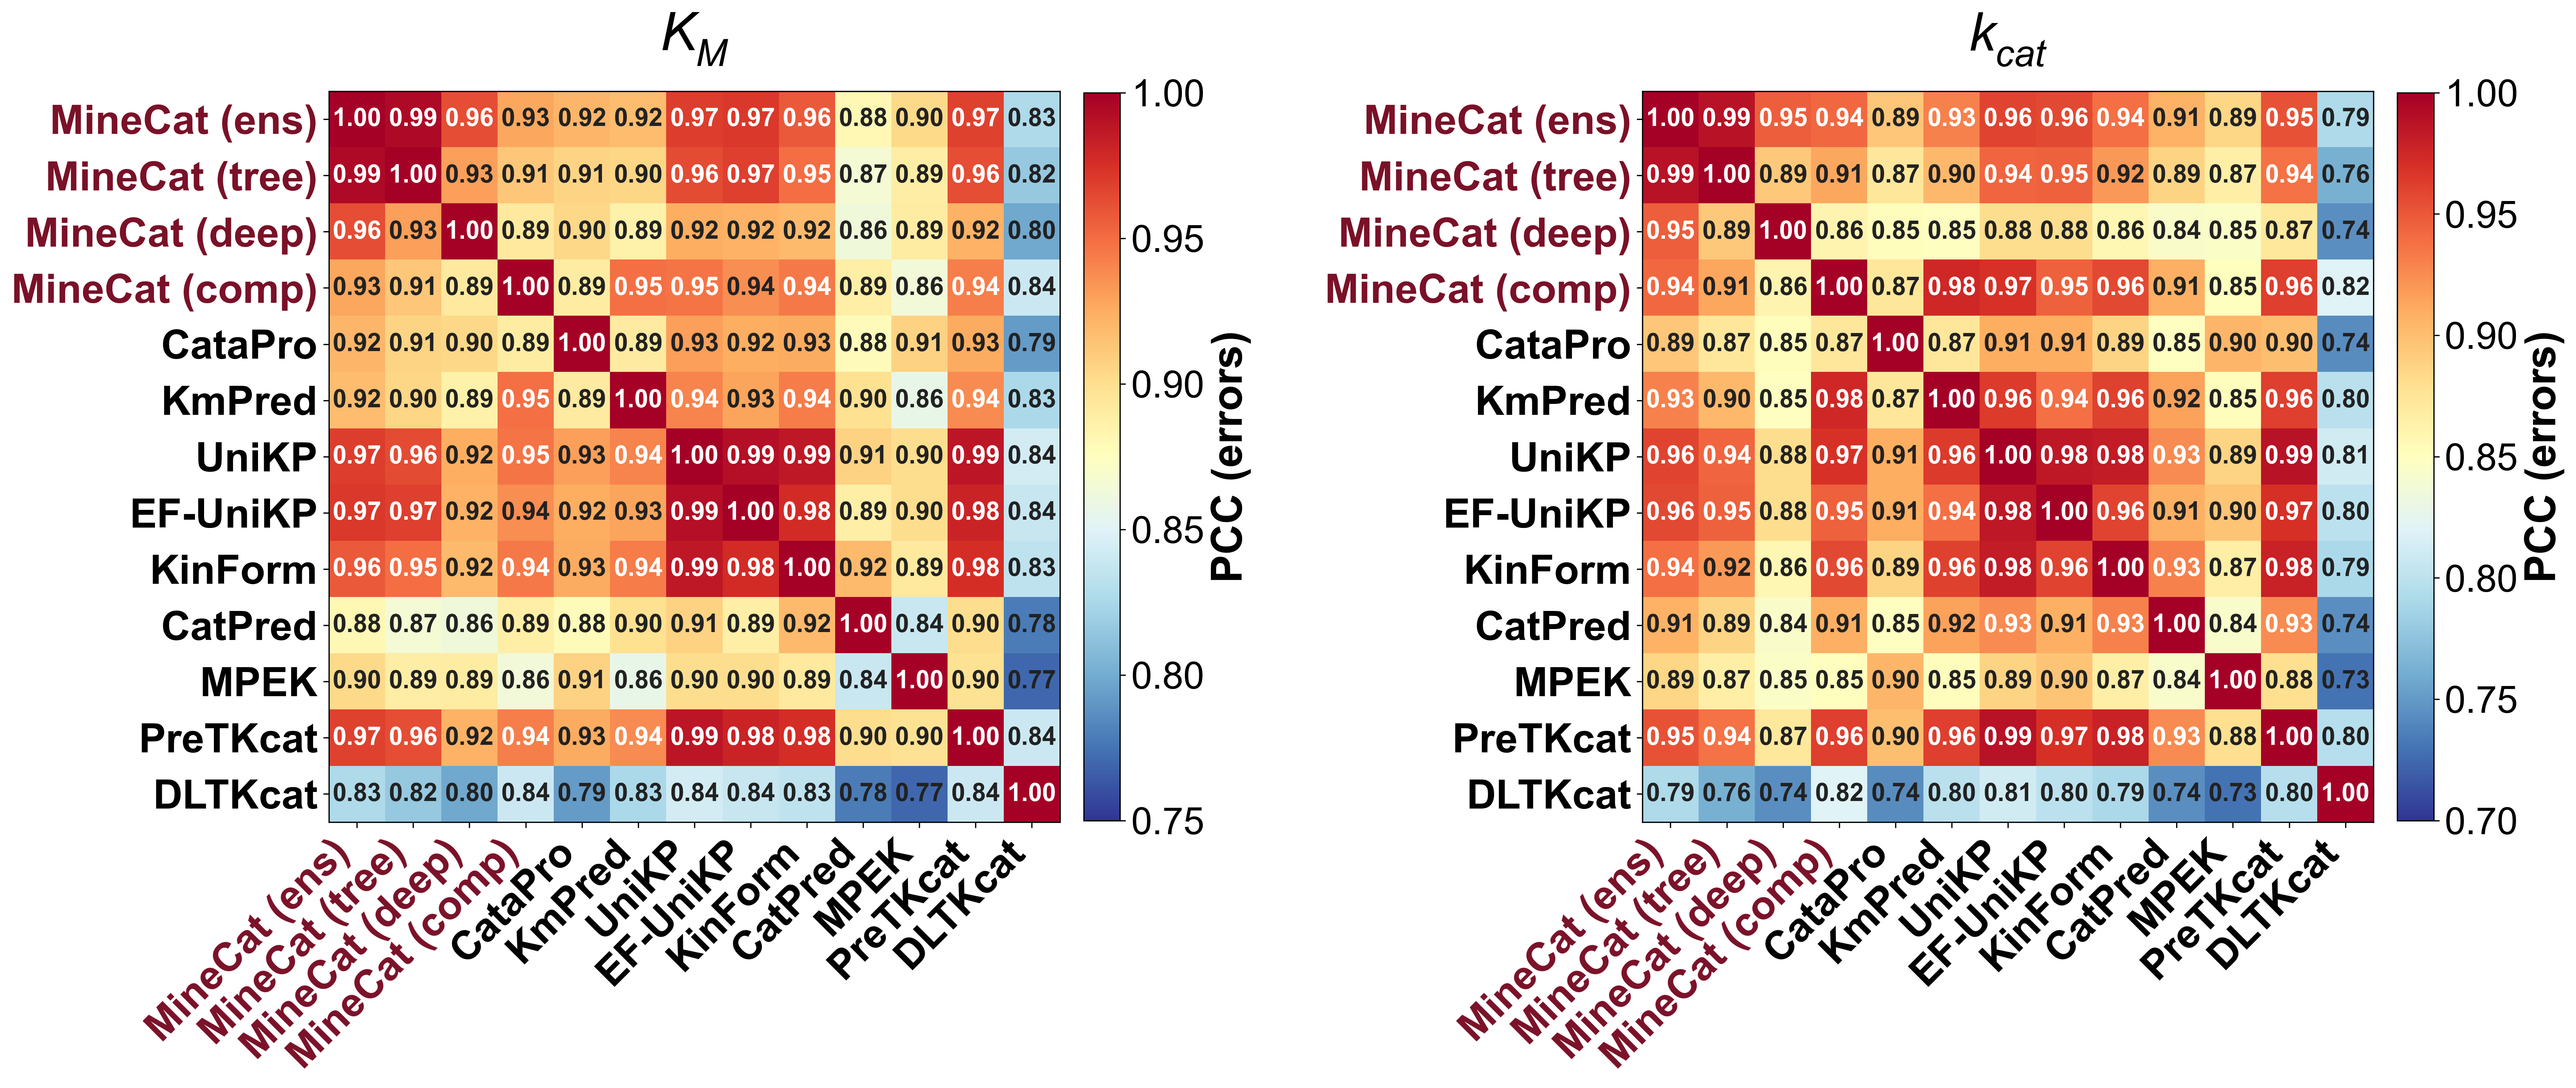 K_M
MineCat (ens) 1.00 0.99 0.96 0.93 0.92 0.92 0.97 0.97 0.96 0.88 0.90 0.97 0.83
MineCat (tree) 0.99 1.00 0.93 0.91 0.91 0.90 0.96 0.97 0.95 0.87 0.89 0.96 0.82
MineCat (deep) 0.96 0.93 1.00 0.89 0.90 0.89 0.92 0.92 0.92 0.86 0.89 0.92 0.80
MineCat (comp) 0.93 0.91 0.89 1.00 0.89 0.95 0.95 0.94 0.94 0.89 0.86 0.94 0.84
CataPro 0.92 0.91 0.90 0.89 1.00 0.89 0.93 0.92 0.93 0.88 0.91 0.93 0.79
KmPred 0.92 0.90 0.89 0.95 0.89 1.00 0.94 0.93 0.94 0.90 0.86 0.94 0.83
UniKP 0.97 0.96 0.92 0.95 0.93 0.94 1.00 0.99 0.99 0.91 0.90 0.99 0.84
EF-UniKP 0.97 0.97 0.92 0.94 0.92 0.93 0.99 1.00 0.98 0.89 0.90 0.98 0.84
KinForm 0.96 0.95 0.92 0.94 0.93 0.94 0.99 0.98 1.00 0.92 0.89 0.98 0.83
CatPred 0.88 0.87 0.86 0.89 0.88 0.90 0.91 0.89 0.92 1.00 0.84 0.90 0.78
MPEK 0.90 0.89 0.89 0.86 0.91 0.86 0.90 0.90 0.89 0.84 1.00 0.90 0.77
PreTKcat 0.97 0.96 0.92 0.94 0.93 0.94 0.99 0.98 0.98 0.90 0.90 1.00 0.84
DLTKcat 0.83 0.82 0.80 0.84 0.79 0.83 0.84 0.84 0.83 0.78 0.77 0.84 1.00
MineCat (ens)
MineCat (tree)
MineCat (deep)
MineCat (comp)
CataPro
KmPred
UniKP
EF-UniKP
KinForm
CatPred
MPEK
PreTKcat
DLTKcat
1.00
0.95
0.90
0.85
0.80
0.75
PCC (errors)
k_cat
MineCat (ens) 1.00 0.99 0.95 0.94 0.89 0.93 0.96 0.96 0.94 0.91 0.89 0.95 0.79
MineCat (tree) 0.99 1.00 0.89 0.91 0.87 0.90 0.94 0.95 0.92 0.89 0.87 0.94 0.76
MineCat (deep) 0.95 0.89 1.00 0.86 0.85 0.85 0.88 0.88 0.86 0.84 0.85 0.87 0.74
MineCat (comp) 0.94 0.91 0.86 1.00 0.87 0.98 0.97 0.95 0.96 0.91 0.85 0.96 0.82
CataPro 0.89 0.87 0.85 0.87 1.00 0.87 0.91 0.91 0.89 0.85 0.90 0.90 0.74
KmPred 0.93 0.90 0.85 0.98 0.87 1.00 0.96 0.94 0.96 0.92 0.85 0.96 0.80
UniKP 0.96 0.94 0.88 0.97 0.91 0.96 1.00 0.98 0.98 0.93 0.89 0.99 0.81
EF-UniKP 0.96 0.95 0.88 0.95 0.91 0.94 0.98 1.00 0.96 0.91 0.90 0.97 0.80
KinForm 0.94 0.92 0.86 0.96 0.89 0.96 0.98 0.96 1.00 0.93 0.87 0.98 0.79
CatPred 0.91 0.89 0.84 0.91 0.85 0.92 0.93 0.91 0.93 1.00 0.84 0.93 0.74
MPEK 0.89 0.87 0.85 0.85 0.90 0.85 0.89 0.90 0.87 0.84 1.00 0.88 0.73
PreTKcat 0.95 0.94 0.87 0.96 0.90 0.96 0.99 0.97 0.98 0.93 0.88 1.00 0.80
DLTKcat 0.79 0.76 0.74 0.82 0.74 0.80 0.81 0.80 0.79 0.74 0.73 0.80 1.00
MineCat (ens)
MineCat (tree)
MineCat (deep)
MineCat (comp)
CataPro
KmPred
UniKP
EF-UniKP
KinForm
CatPred
MPEK
PreTKcat
DLTKcat
1.00
0.95
0.90
0.85
0.80
0.75
0.70
PCC (errors)